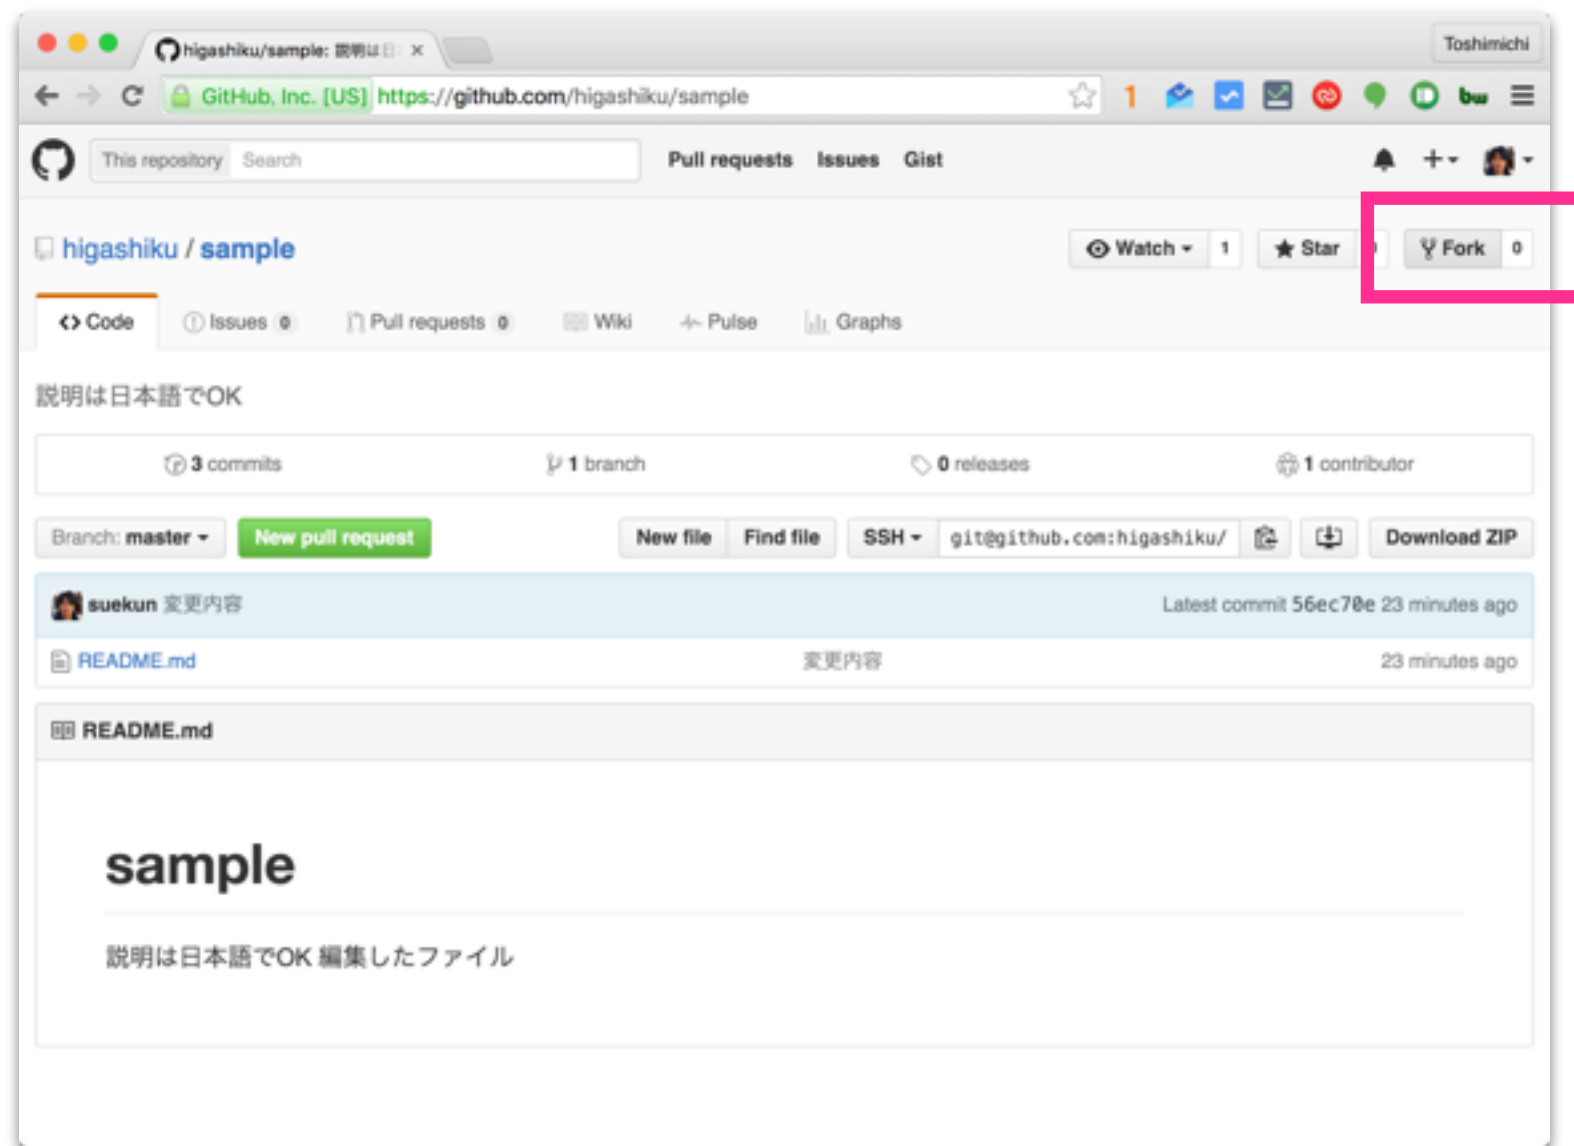 higashiku/sample: 説明は日
Toshimichi
GitHub, Inc. [US] https://github.com/higashiku/sample
1
bw
This repository Search Pull requests Issues Gist
higashiku / sample Watch 1 Star Fork 0
Code Issues 0 Pull requests 0 Wiki Pulse Graphs
説明は日本語でOK
3 commits 1 branch 0 releases 1 contributor
Branch: master New pull request New file Find file SSH git@github.com:higashiku/ Download ZIP
suekun 変更内容 Latest commit 56ec70e 23 minutes ago
README.md 変更内容 23 minutes ago
README.md
sample
説明は日本語でOK 編集したファイル